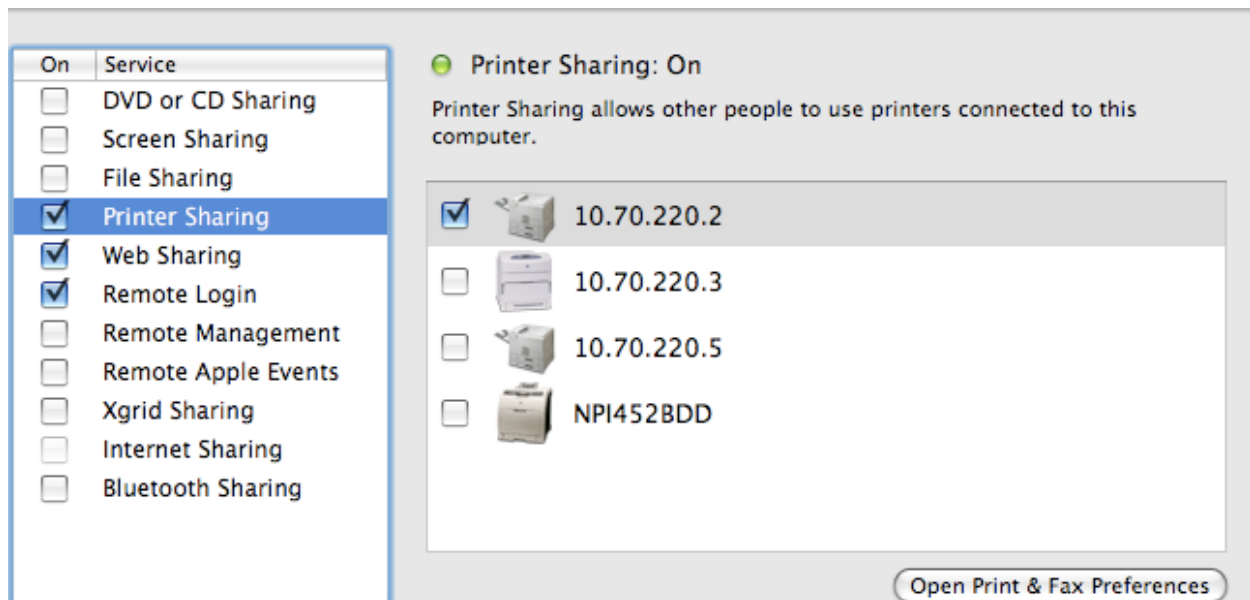 On Service
DVD or CD Sharing
Screen Sharing
File Sharing
Printer Sharing
Web Sharing
Remote Login
Remote Management
Remote Apple Events
Xgrid Sharing
Internet Sharing
Bluetooth Sharing
Printer Sharing: On
Printer Sharing allows other people to use printers connected to this
computer.
10.70.220.2
10.70.220.3
10.70.220.5
NPI452BDD
Open Print & Fax Preferences